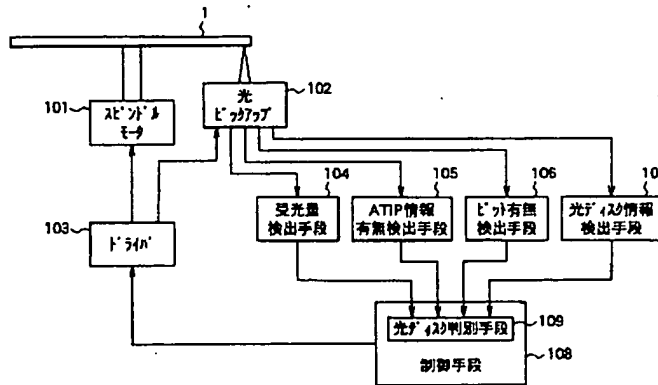 1
101
スピンドル
モータ
光
ピックアップ
102
103
ドライバ
104
受光量
検出手段
105
ATIP情報
有無検出手段
106
ピット有無
検出手段
10
光ディスク情報
検出手段
光ディスク判別手段
109
制御手段
108